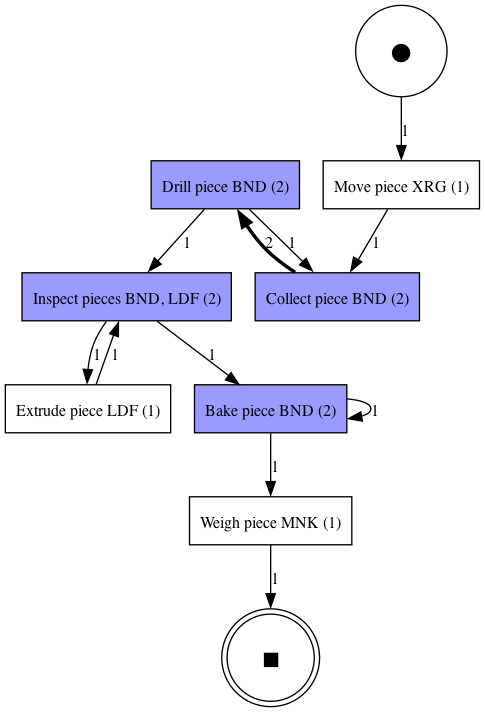 1
Drill piece BND (2)
Move piece XRG (1)
1
2
1
1
Inspect pieces BND, LDF (2)
Collect piece BND (2)
1
1
1
Extrude piece LDF (1)
Bake piece BND (2)
1
1
Weigh piece MNK (1)
1